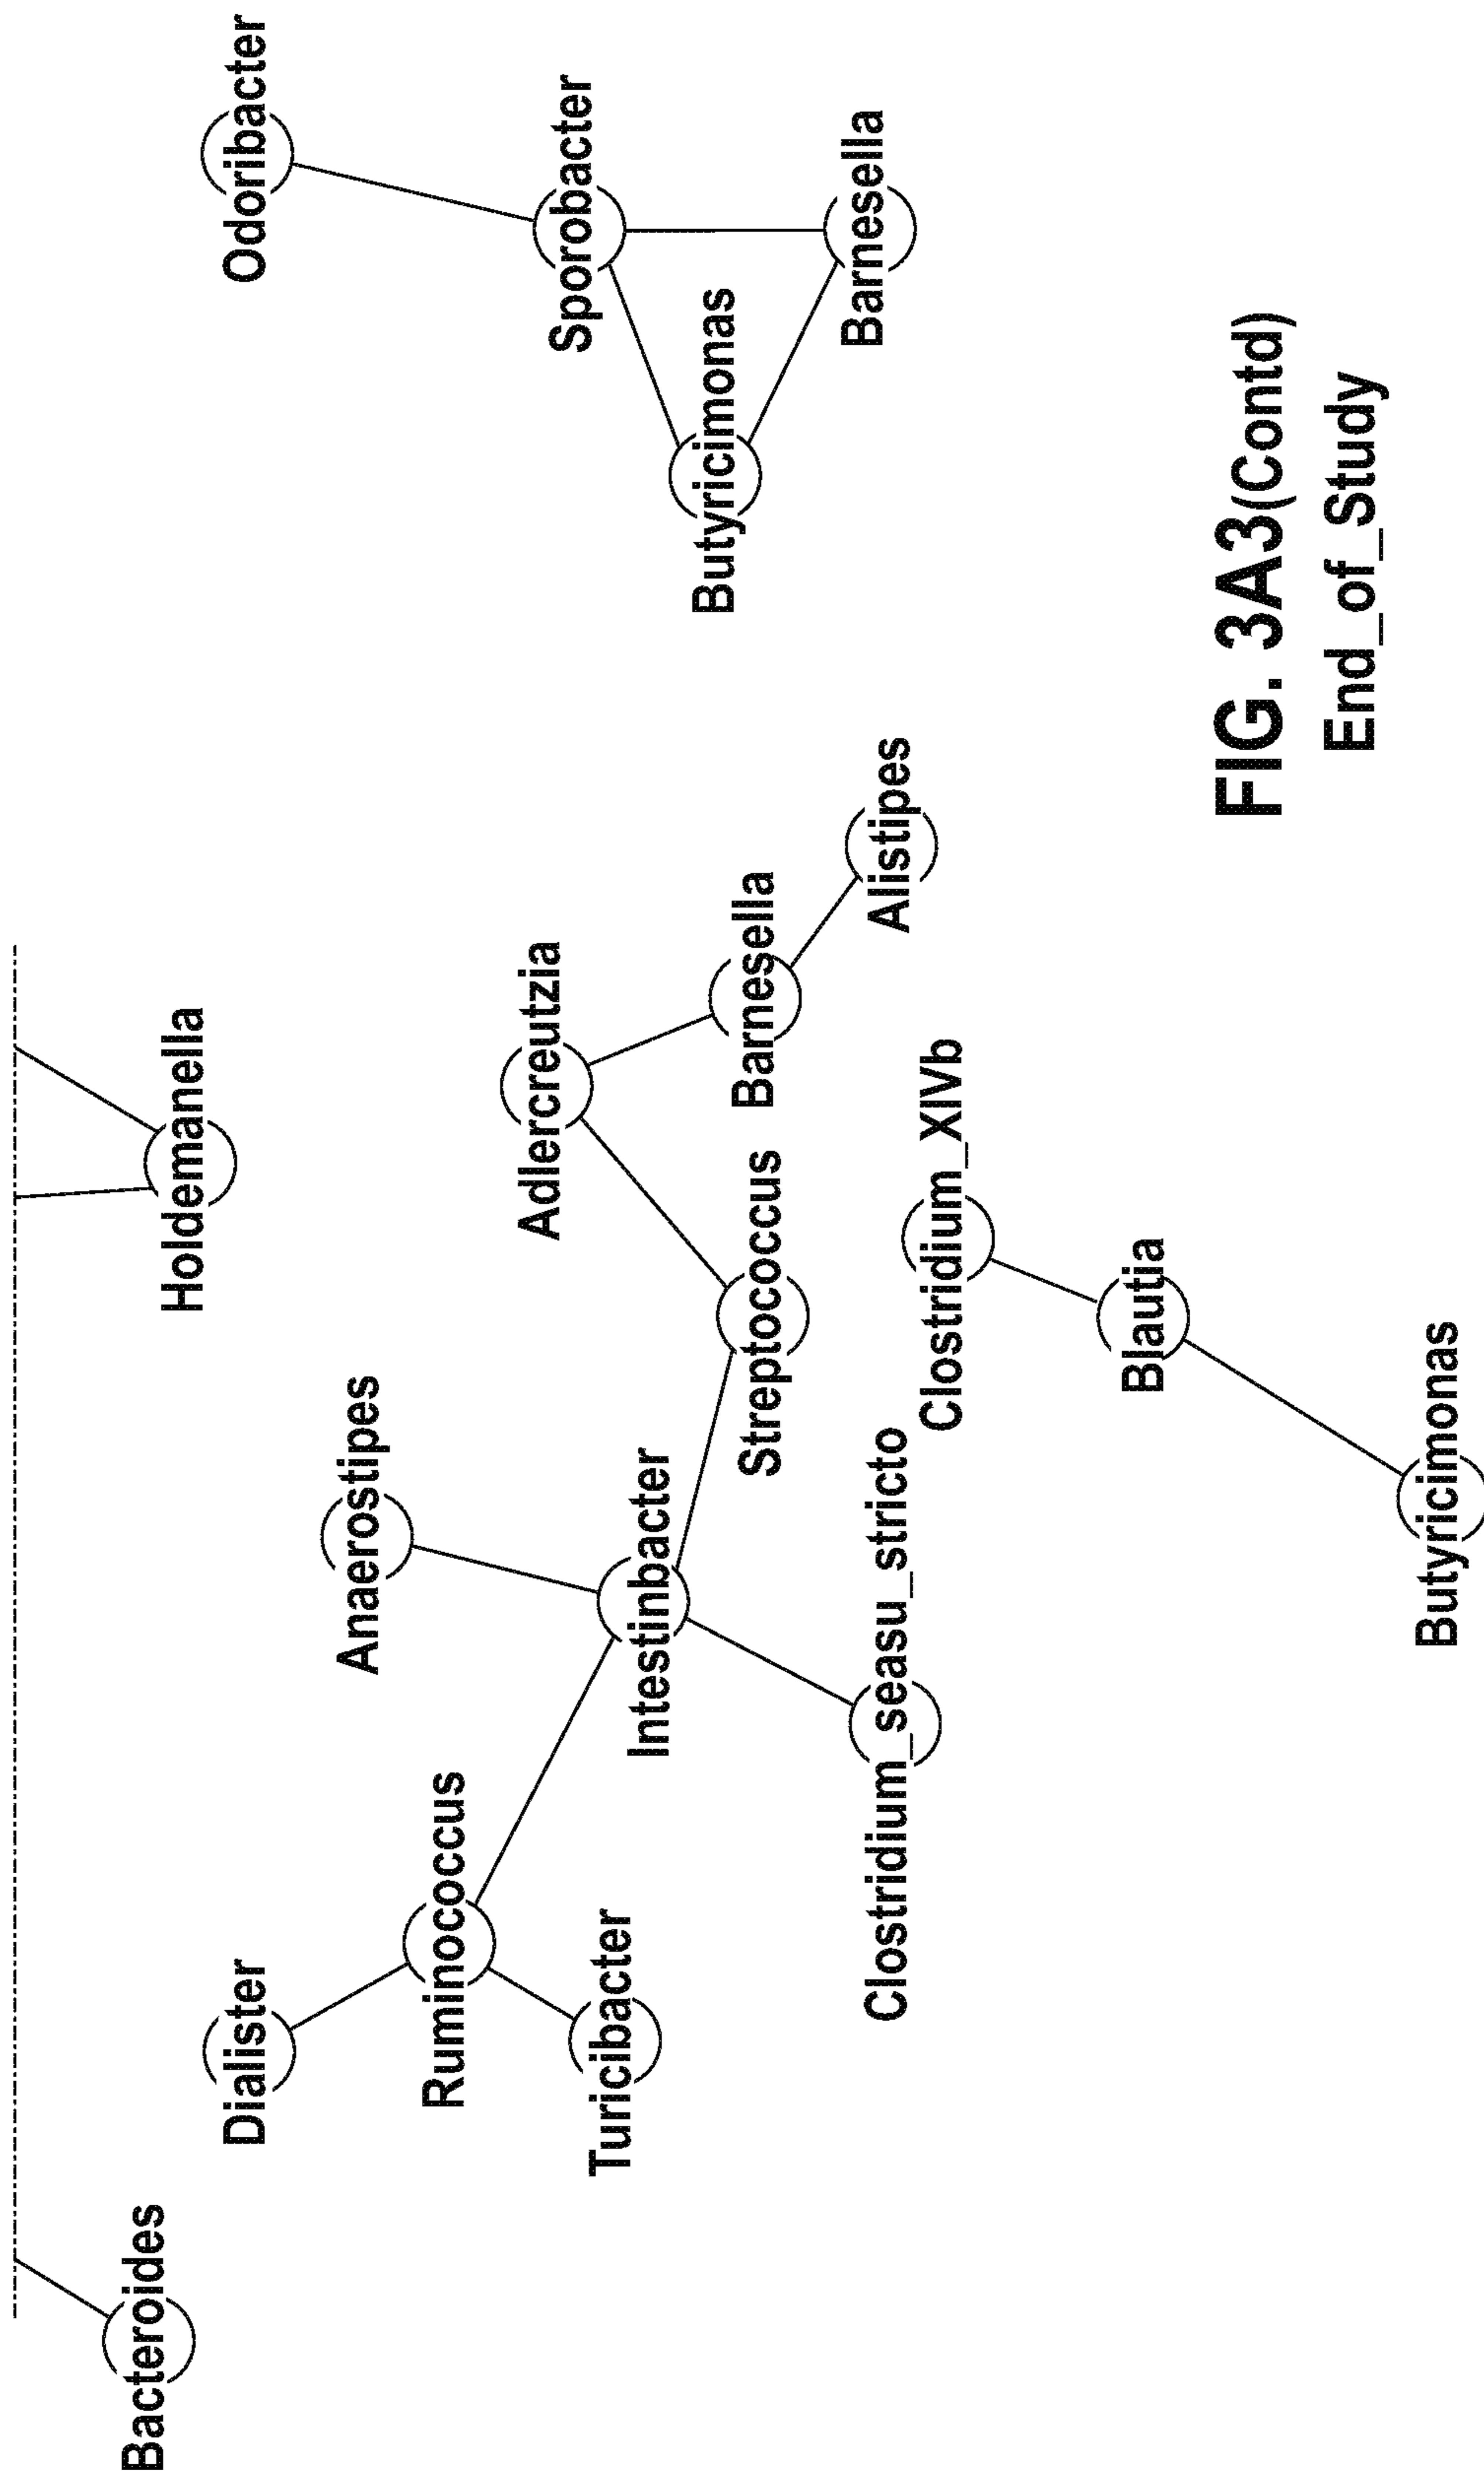 Bacteroides
Holdemanella
Dialister
Odoribacter
Anaerostipes
Ruminococcus
Adlercreutzia
Sporobacter
Turicibacter
Intestinbacter
Butyricimonas
Streptococcus
Barnesella
Barnesella
Clostridium_seasu_stricto
Alistipes
Clostridium_XIVb
Blautia
Butyricimonas
FIG. 3A3(Contd)
End_of_Study